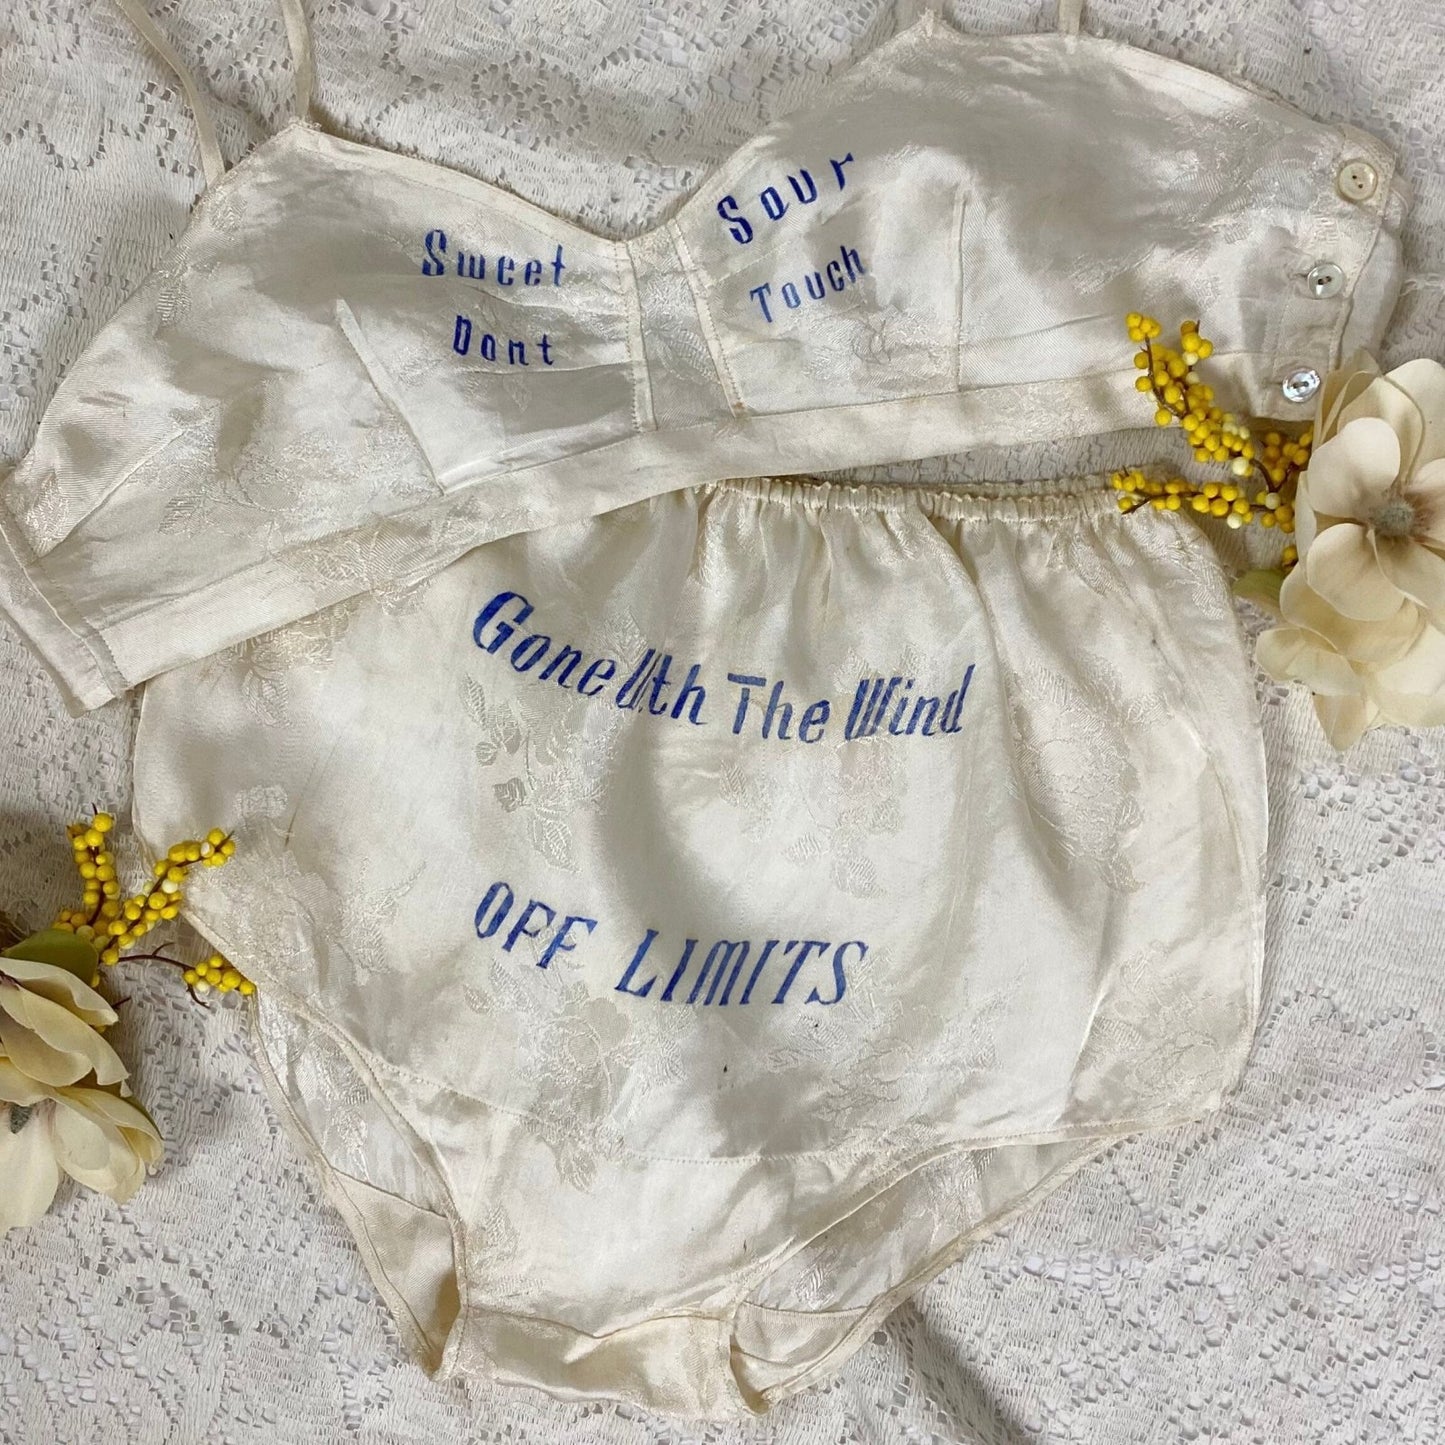 Sweet Sour
Dont Touch
Gone With The Wind
OFF LIMITS